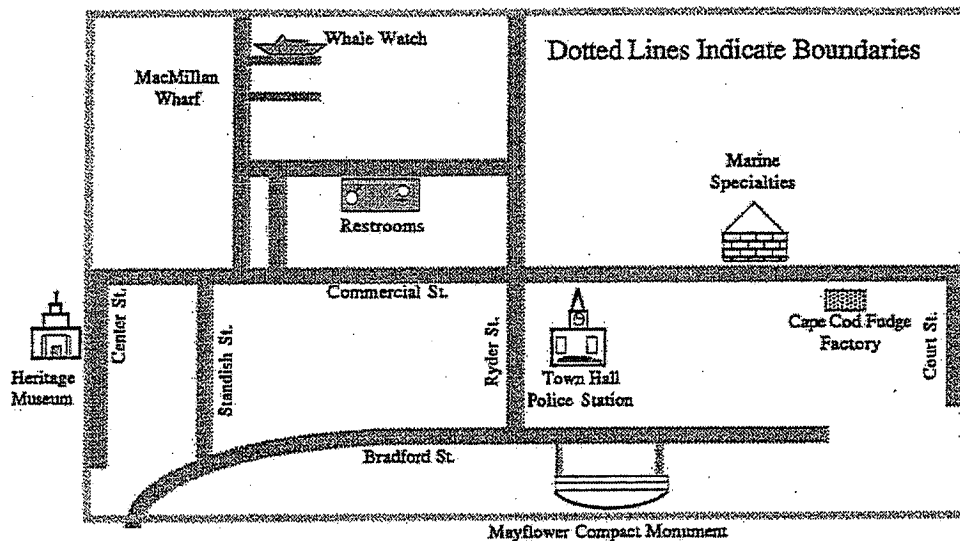 Whale Watch
Dotted Lines Indicate Boundaries
MacMillan
Wharf
Marine
Specialties
Restrooms
Commercial St.
Center St.
Standish St.
Ryder St.
Court St.
Cape Cod Fudge
Factory
Heritage
Museum
Town Hall
Police Station
Bradford St.
Mayflower Compact Monument